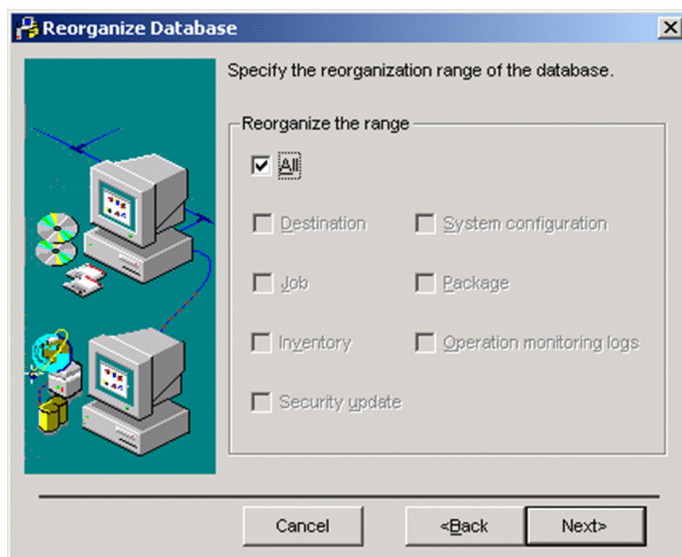 Reorganize Database
Specify the reorganization range of the database.
Reorganize the range
All
Destination
System configuration
Job
Package
Inventory
Operation monitoring logs
Security update
Cancel
<Back
Next>